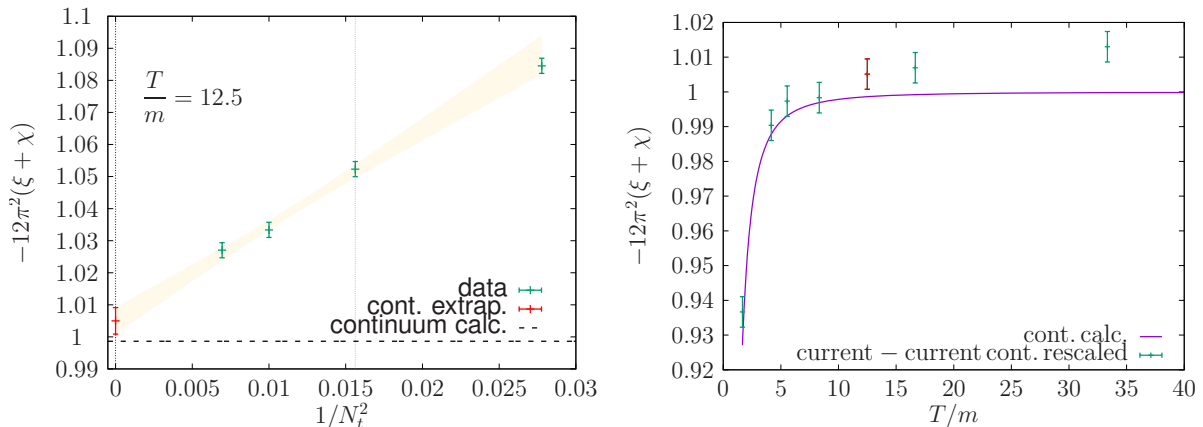 1.1
1.09
1.08
1.07
1.06
1.05
1.04
1.03
1.02
1.01
1
0.99
−12π²(ξ + χ)
T/m = 12.5
data
cont. extrap.
continuum calc.
0 0.005 0.01 0.015 0.02 0.025 0.03
1/N_t²
1.02
1.01
1
0.99
0.98
0.97
0.96
0.95
0.94
0.93
0.92
−12π²(ξ + χ)
cont. calc.
current − current cont. rescaled
0 5 10 15 20 25 30 35 40
T/m